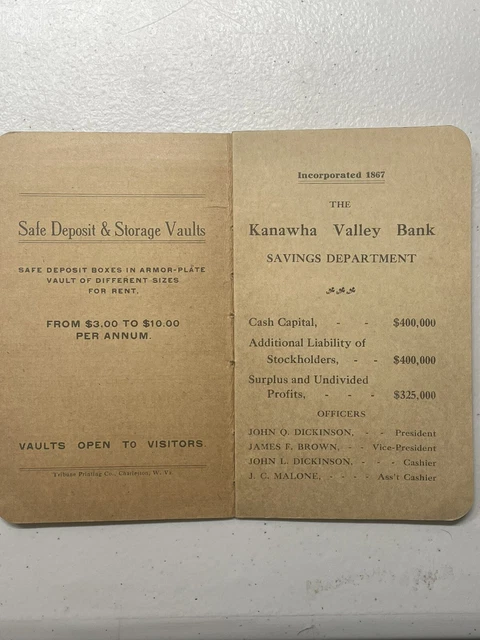 Safe Deposit & Storage Vaults
SAFE DEPOSIT BOXES IN ARMOR-PLATE
VAULT OF DIFFERENT SIZES
FOR RENT.
FROM $3.00 TO $10.00
PER ANNUM.
VAULTS OPEN TO VISITORS.
Tribune Printing Co., Charleston, W. Va.
Incorporated 1867
THE
Kanawha Valley Bank
SAVINGS DEPARTMENT
Cash Capital, - - $400,000
Additional Liability of
Stockholders, - - $400,000
Surplus and Undivided
Profits, - - - $325,000
OFFICERS
JOHN Q. DICKINSON, - - President
JAMES F. BROWN, - - Vice-President
JOHN L. DICKINSON, - - - Cashier
J. C. MALONE, - - - - Ass't Cashier